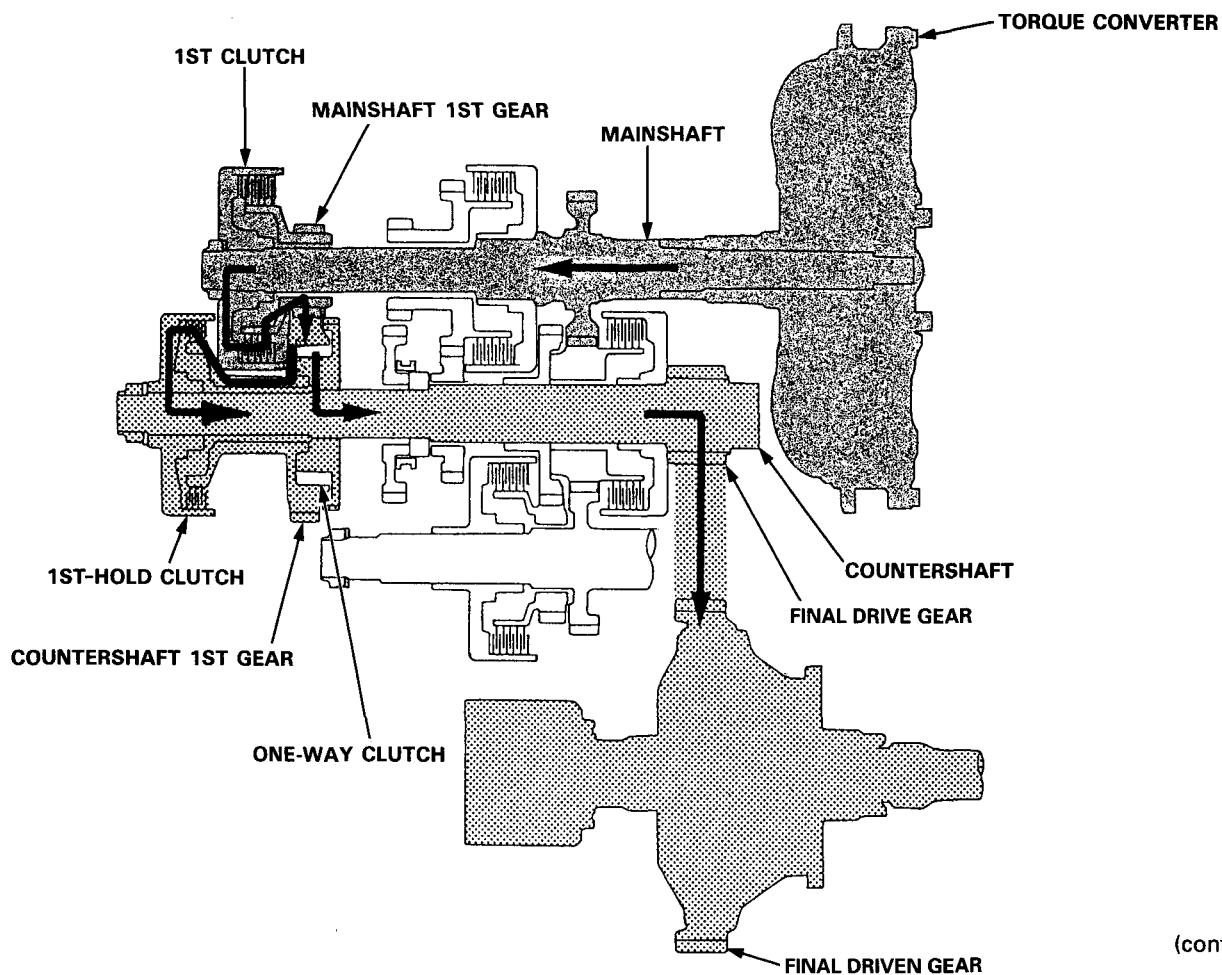 TORQUE CONVERTER
1ST CLUTCH
MAINSHAFT 1ST GEAR
MAINSHAFT
1ST-HOLD CLUTCH
COUNTERSHAFT
FINAL DRIVE GEAR
COUNTERSHAFT 1ST GEAR
ONE-WAY CLUTCH
(con
FINAL DRIVEN GEAR